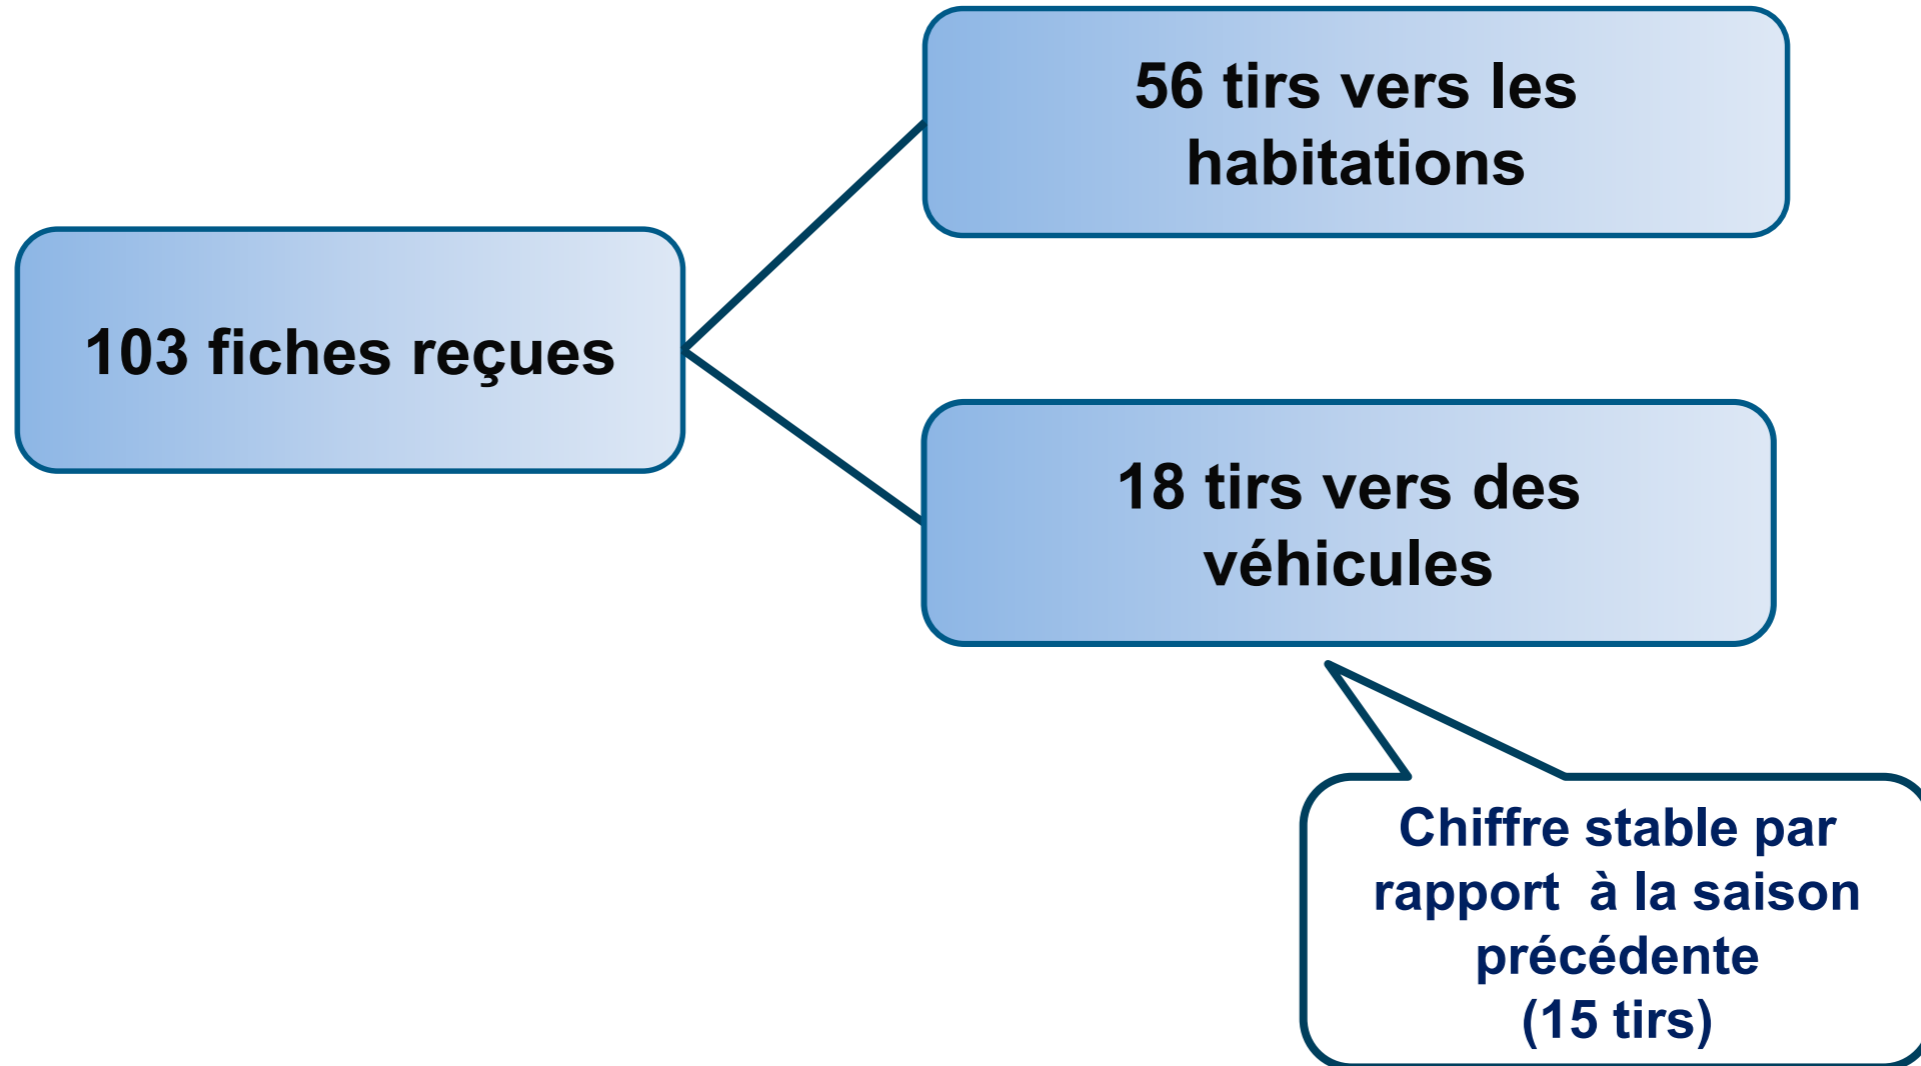 56 tirs vers les
habitations
103 fiches reçues
18 tirs vers des
véhicules
Chiffre stable par
rapport  à la saison
précédente
(15 tirs)